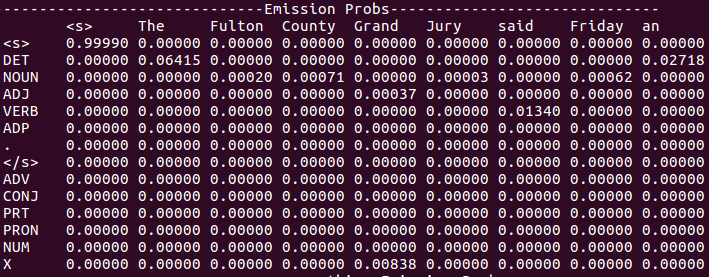 ------------------------------Emission Probs-------------------------------
<s> The Fulton County Grand Jury said Friday an
<s> 0.99990 0.00000 0.00000 0.00000 0.00000 0.00000 0.00000 0.00000 0.00000
DET 0.00000 0.06415 0.00000 0.00000 0.00000 0.00000 0.00000 0.00000 0.02718
NOUN 0.00000 0.00000 0.00020 0.00071 0.00000 0.00003 0.00000 0.00062 0.00000
ADJ 0.00000 0.00000 0.00000 0.00000 0.00037 0.00000 0.00000 0.00000 0.00000
VERB 0.00000 0.00000 0.00000 0.00000 0.00000 0.00000 0.01340 0.00000 0.00000
ADP 0.00000 0.00000 0.00000 0.00000 0.00000 0.00000 0.00000 0.00000 0.00000
. 0.00000 0.00000 0.00000 0.00000 0.00000 0.00000 0.00000 0.00000 0.00000
</s> 0.00000 0.00000 0.00000 0.00000 0.00000 0.00000 0.00000 0.00000 0.00000
ADV 0.00000 0.00000 0.00000 0.00000 0.00000 0.00000 0.00000 0.00000 0.00000
CONJ 0.00000 0.00000 0.00000 0.00000 0.00000 0.00000 0.00000 0.00000 0.00000
PRT 0.00000 0.00000 0.00000 0.00000 0.00000 0.00000 0.00000 0.00000 0.00000
PRON 0.00000 0.00000 0.00000 0.00000 0.00000 0.00000 0.00000 0.00000 0.00000
NUM 0.00000 0.00000 0.00000 0.00000 0.00000 0.00000 0.00000 0.00000 0.00000
X 0.00000 0.00000 0.00000 0.00000 0.00838 0.00000 0.00000 0.00000 0.00000